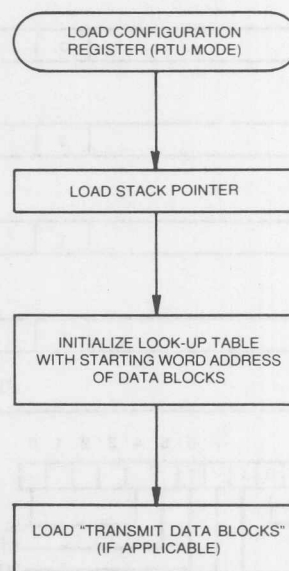 LOAD CONFIGURATION
REGISTER (RTU MODE)
LOAD STACK POINTER
INITIALIZE LOOK-UP TABLE
WITH STARTING WORD ADDRESS
OF DATA BLOCKS
LOAD "TRANSMIT DATA BLOCKS"
(IF APPLICABLE)